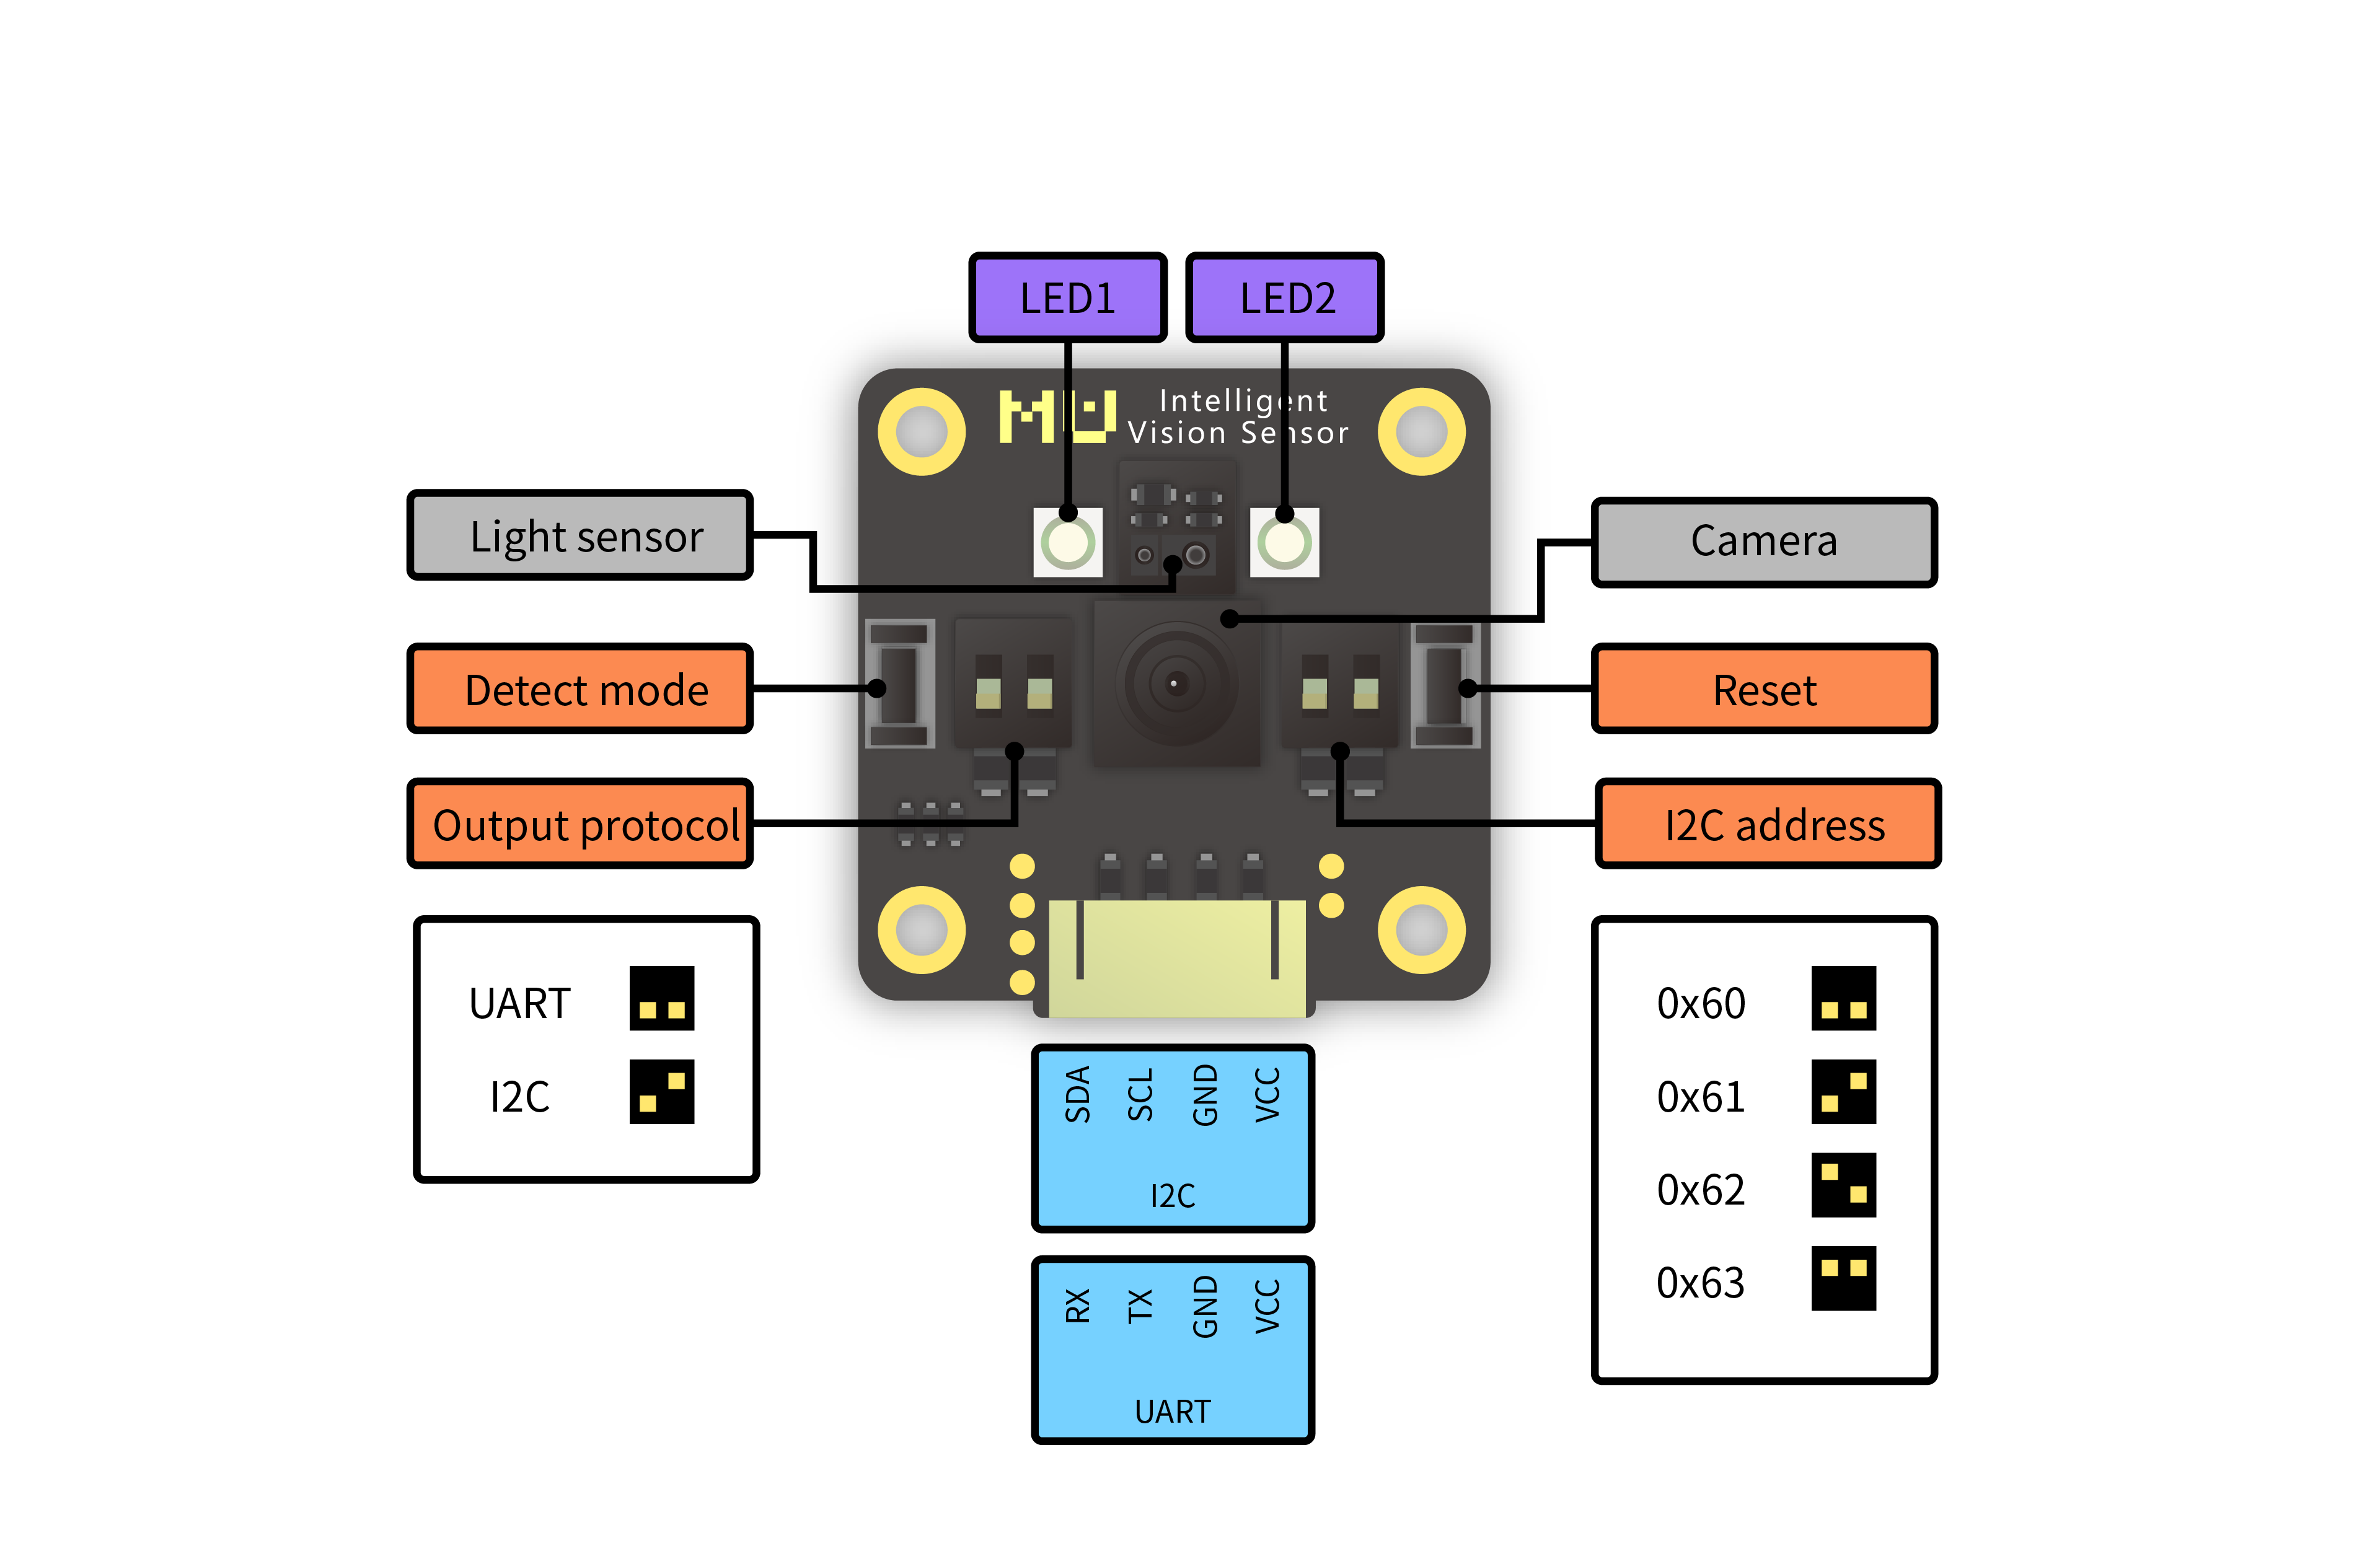 LED1
LED2
MU
Intelligent
Vision Sensor
Light sensor
Camera
Detect mode
Reset
Output protocol
I2C address
UART
I2C
0x60
0x61
0x62
0x63
SDA
SCL
GND
VCC
I2C
RX
TX
GND
VCC
UART